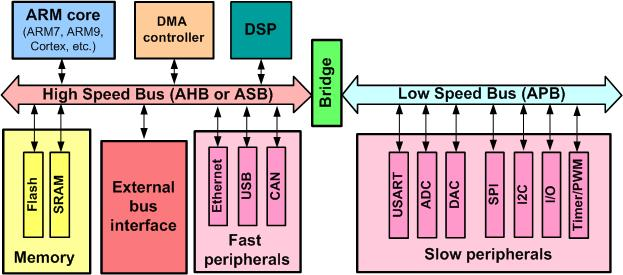 ARM core
(ARM7, ARM9,
Cortex, etc.)
DMA
controller
DSP
High Speed Bus (AHB or ASB)
Bridge
Low Speed Bus (APB)
Flash
SRAM
Memory
External
bus
interface
Ethernet
USB
CAN
Fast
peripherals
USART
ADC
DAC
SPI
I2C
I/O
Timer/PWM
Slow peripherals